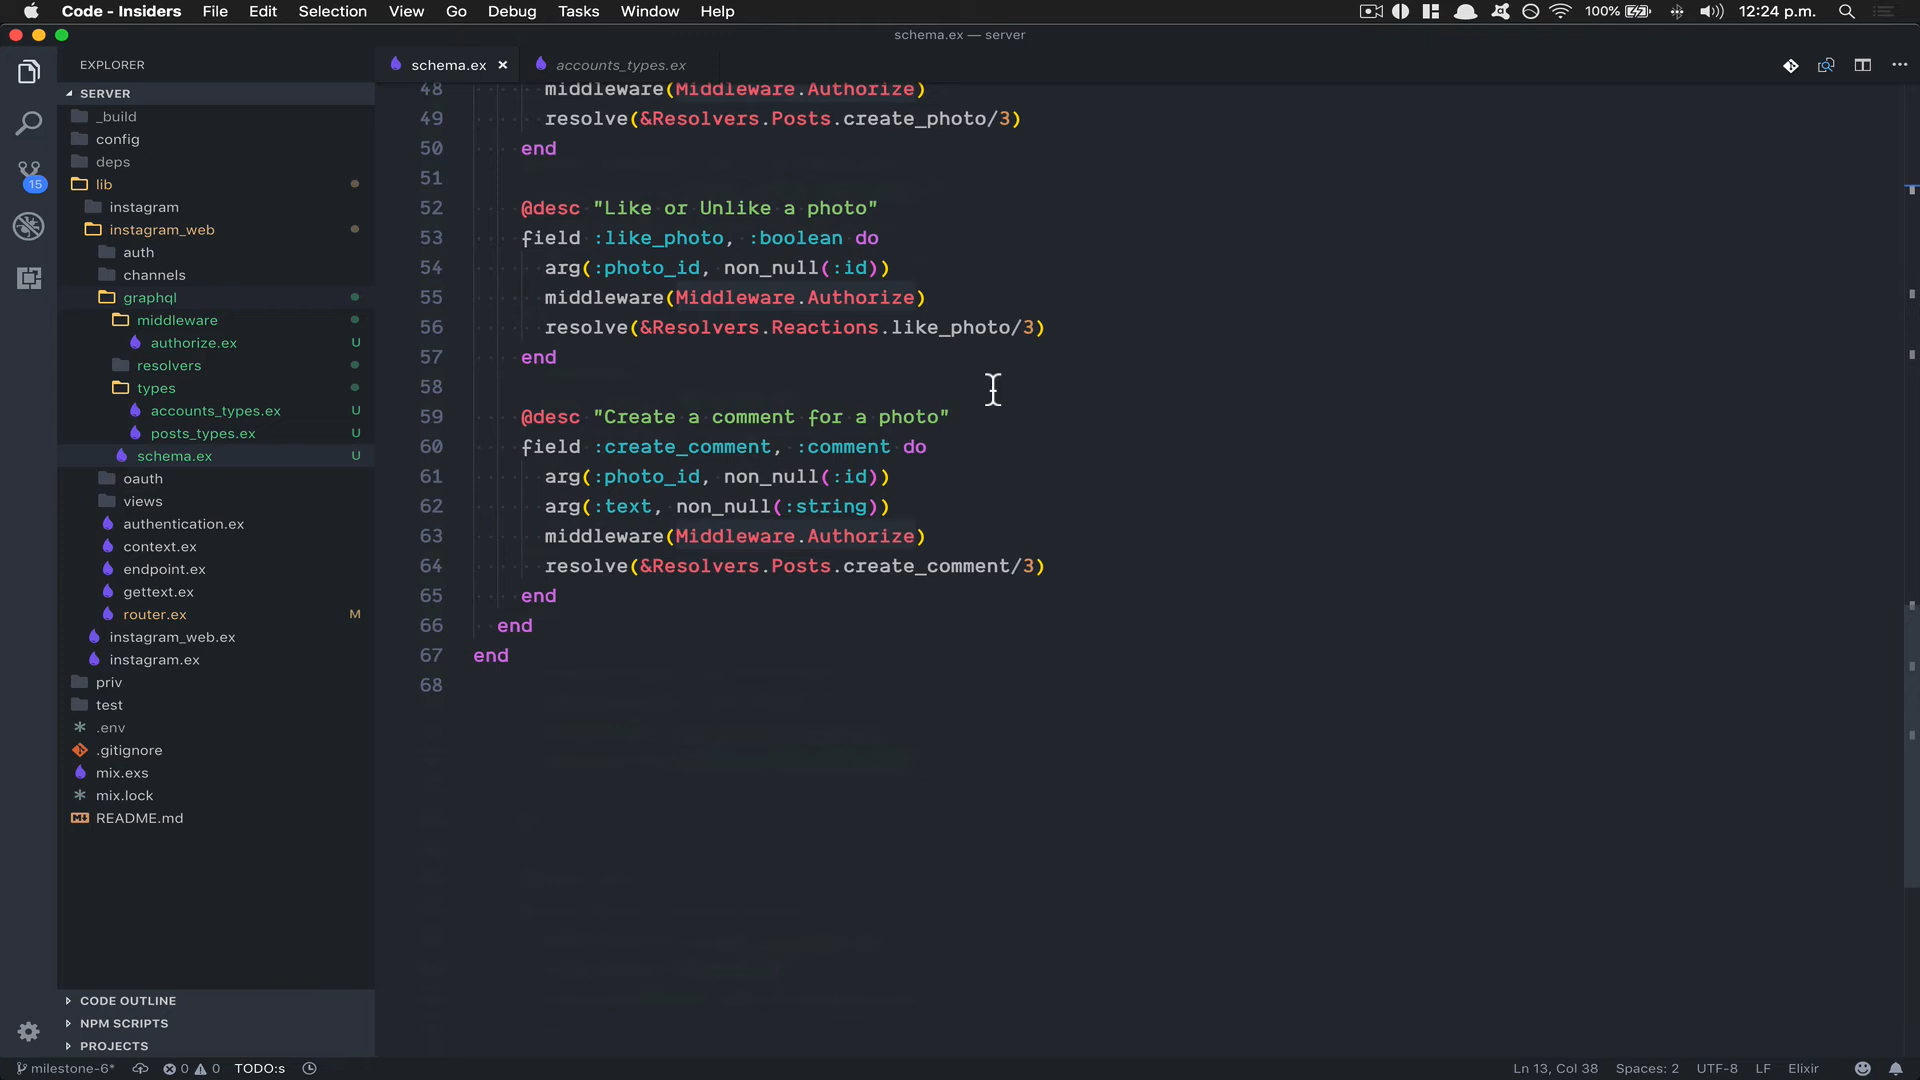 Code - Insiders File Edit Selection View Go Debug Tasks Window Help 100% 12:24 p.m.
schema.ex — server
EXPLORER
schema.ex × accounts_types.ex
SERVER
_build
config
deps
lib
instagram
instagram_web
auth
channels
graphql
middleware
authorize.ex U
resolvers
types
accounts_types.ex U
posts_types.ex U
schema.ex U
oauth
views
authentication.ex
context.ex
endpoint.ex
gettext.ex
router.ex M
instagram_web.ex
instagram.ex
priv
test
.env
.gitignore
mix.exs
mix.lock
README.md
CODE OUTLINE
NPM SCRIPTS
PROJECTS
15
48 middleware(Middleware.Authorize)
49 resolve(&Resolvers.Posts.create_photo/3)
50 end
51
52 @desc "Like or Unlike a photo"
53 field :like_photo, :boolean do
54 arg(:photo_id, non_null(:id))
55 middleware(Middleware.Authorize)
56 resolve(&Resolvers.Reactions.like_photo/3)
57 end
58
59 @desc "Create a comment for a photo"
60 field :create_comment, :comment do
61 arg(:photo_id, non_null(:id))
62 arg(:text, non_null(:string))
63 middleware(Middleware.Authorize)
64 resolve(&Resolvers.Posts.create_comment/3)
65 end
66 end
67 end
68
milestone-6* 0 0 TODO:s Ln 13, Col 38 Spaces: 2 UTF-8 LF Elixir